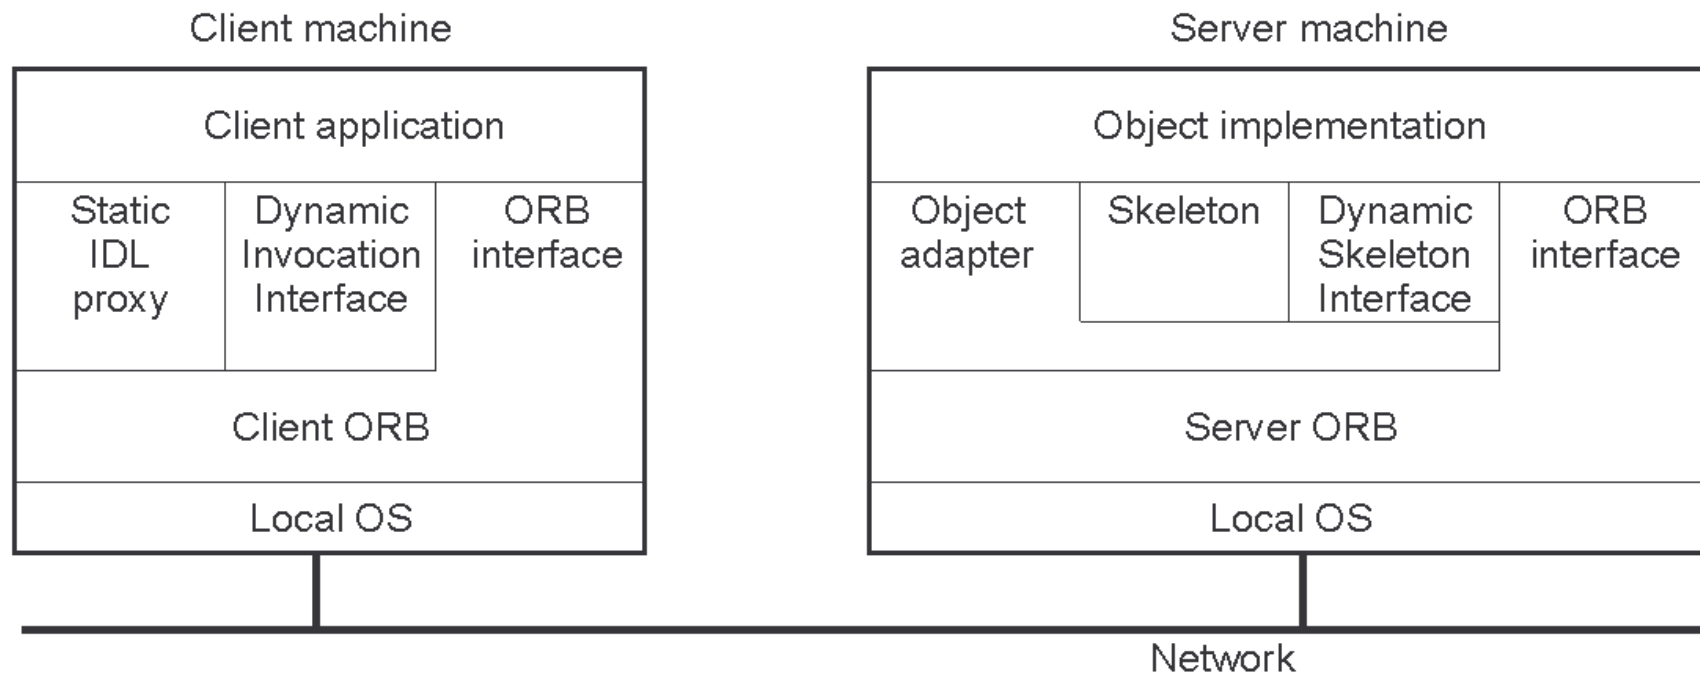 Client machine
Server machine
Client application
Object implementation
Static
IDL
proxy
Dynamic
Invocation
Interface
ORB
interface
Object
adapter
Skeleton
Dynamic
Skeleton
Interface
ORB
interface
Client ORB
Server ORB
Local OS
Local OS
Network